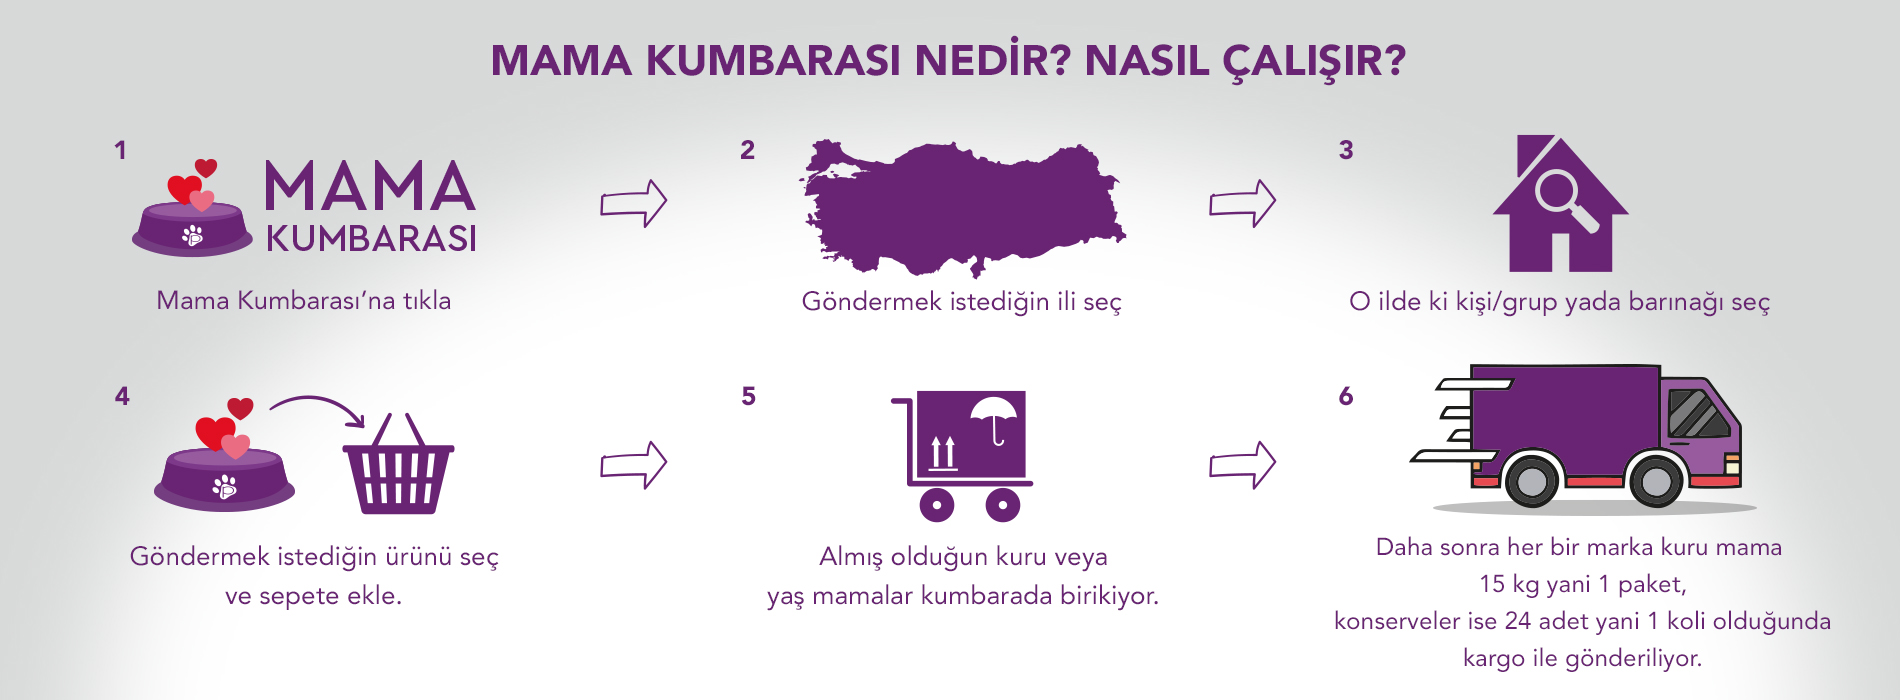 MAMA KUMBARASI NEDİR? NASIL ÇALIŞIR?
1
MAMA
KUMBARASI
Mama Kumbarası’na tıkla
2
Göndermek istediğin ili seç
3
O ilde ki kişi/grup yada barınağı seç
4
Göndermek istediğin ürünü seç
ve sepete ekle.
5
Almış olduğun kuru veya
yaş mamalar kumbarada birikiyor.
6
Daha sonra her bir marka kuru mama
15 kg yani 1 paket,
konserveler ise 24 adet yani 1 koli olduğunda
kargo ile gönderiliyor.